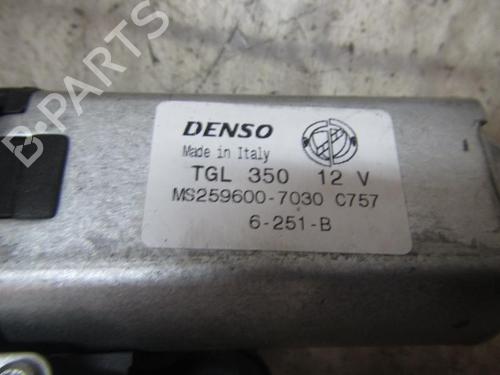 B-PARTS
DENSO
Made in Italy
TGL 350 12 V
MS259600-7030 C757
6-251-B